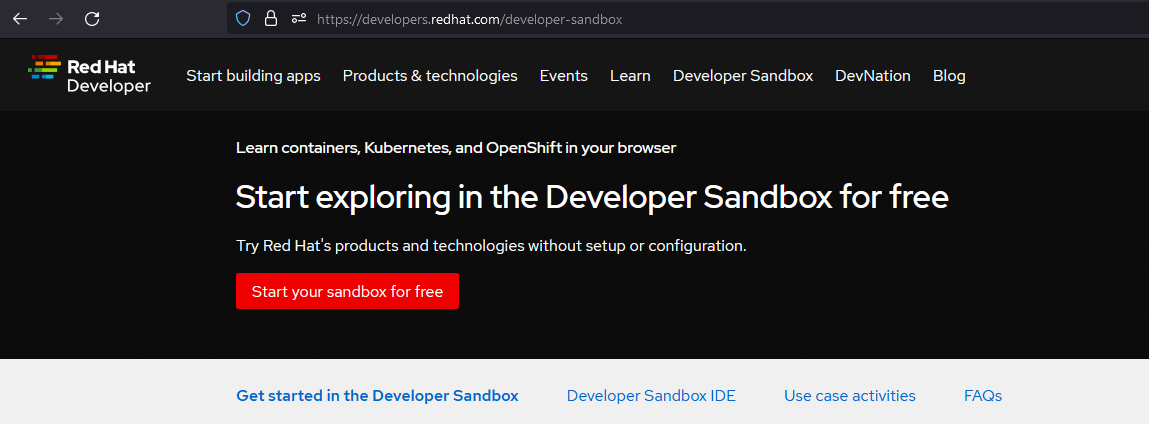 https://developers.redhat.com/developer-sandbox
Red Hat
Developer
Start building apps Products & technologies Events Learn Developer Sandbox DevNation Blog
Learn containers, Kubernetes, and OpenShift in your browser
Start exploring in the Developer Sandbox for free
Try Red Hat's products and technologies without setup or configuration.
Start your sandbox for free
Get started in the Developer Sandbox Developer Sandbox IDE Use case activities FAQs